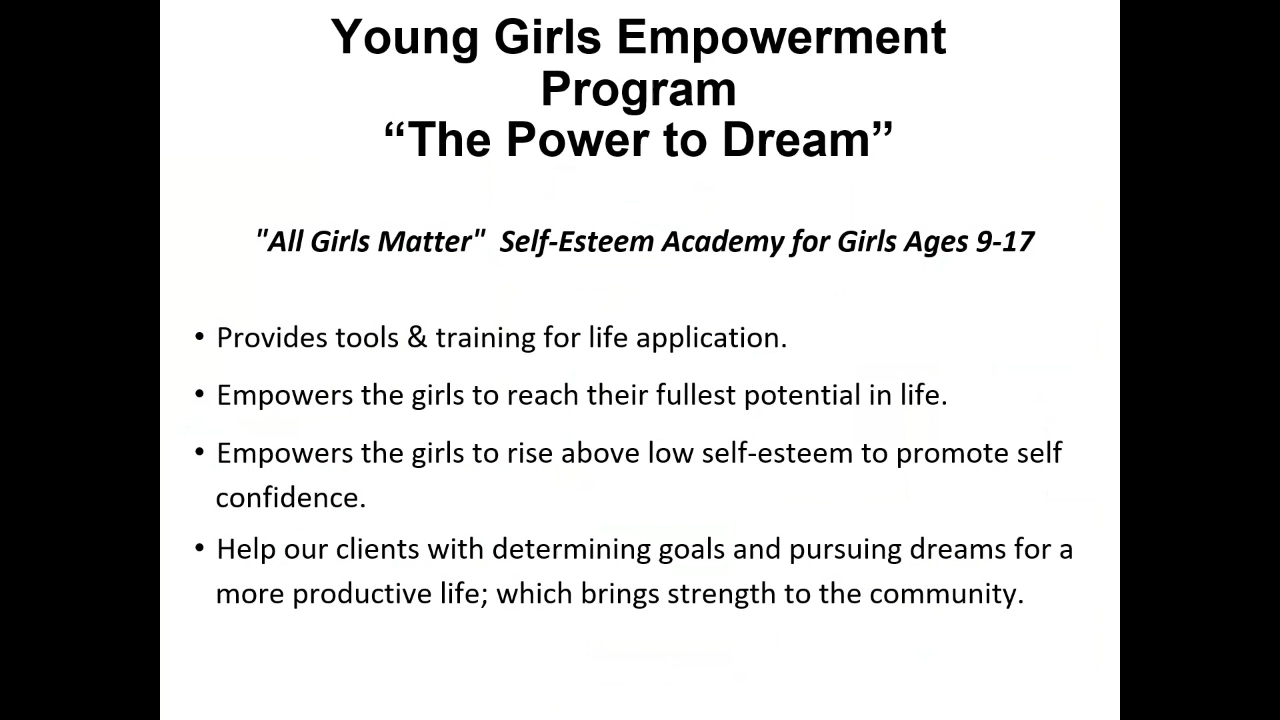 Young Girls Empowerment
Program
“The Power to Dream”
"All Girls Matter"  Self-Esteem Academy for Girls Ages 9-17
• Provides tools & training for life application.
• Empowers the girls to reach their fullest potential in life.
• Empowers the girls to rise above low self-esteem to promote self
confidence.
• Help our clients with determining goals and pursuing dreams for a
more productive life; which brings strength to the community.